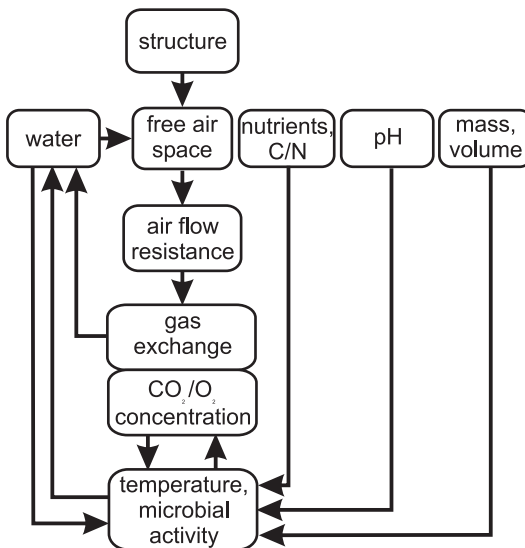 structure
water
free air
space
nutrients,
C/N
pH
mass,
volume
air flow
resistance
gas
exchange
CO₂/O₂
concentration
temperature,
microbial
activity